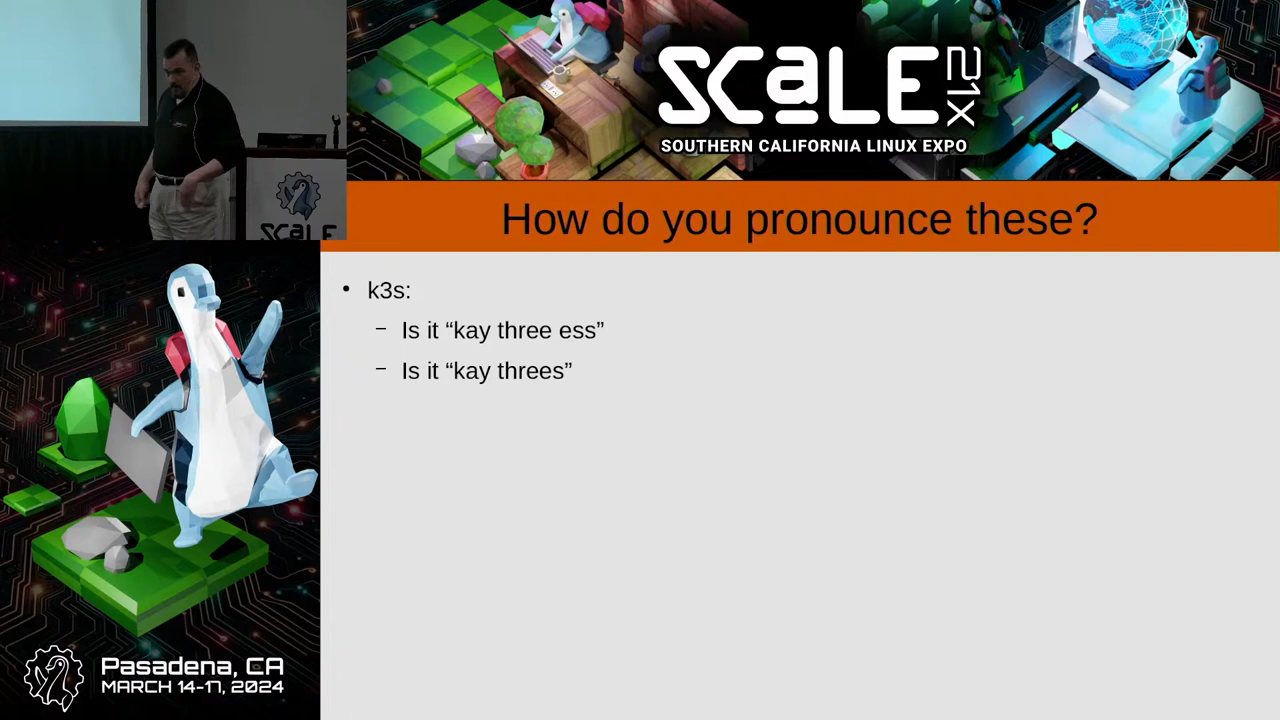 SCaLE 21X
SOUTHERN CALIFORNIA LINUX EXPO
SCaLE
How do you pronounce these?
• k3s:
– Is it “kay three ess”
– Is it “kay threes”
Pasadena, CA
MARCH 14-17, 2024